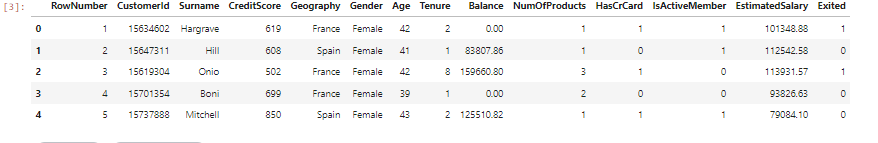 [3]: RowNumber CustomerId Surname CreditScore Geography Gender Age Tenure Balance NumOfProducts HasCrCard IsActiveMember EstimatedSalary Exited
0 1 15634602 Hargrave 619 France Female 42 2 0.00 1 1 1 101348.88 1
1 2 15647311 Hill 608 Spain Female 41 1 83807.86 1 0 1 112542.58 0
2 3 15619304 Onio 502 France Female 42 8 159660.80 3 1 0 113931.57 1
3 4 15701354 Boni 699 France Female 39 1 0.00 2 0 0 93826.63 0
4 5 15737888 Mitchell 850 Spain Female 43 2 125510.82 1 1 1 79084.10 0